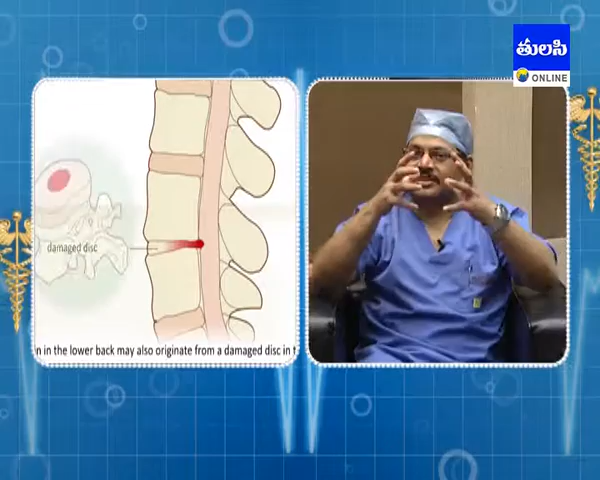 తులసి
ONLINE
damaged disc
n in the lower back may also originate from a damaged disc in t